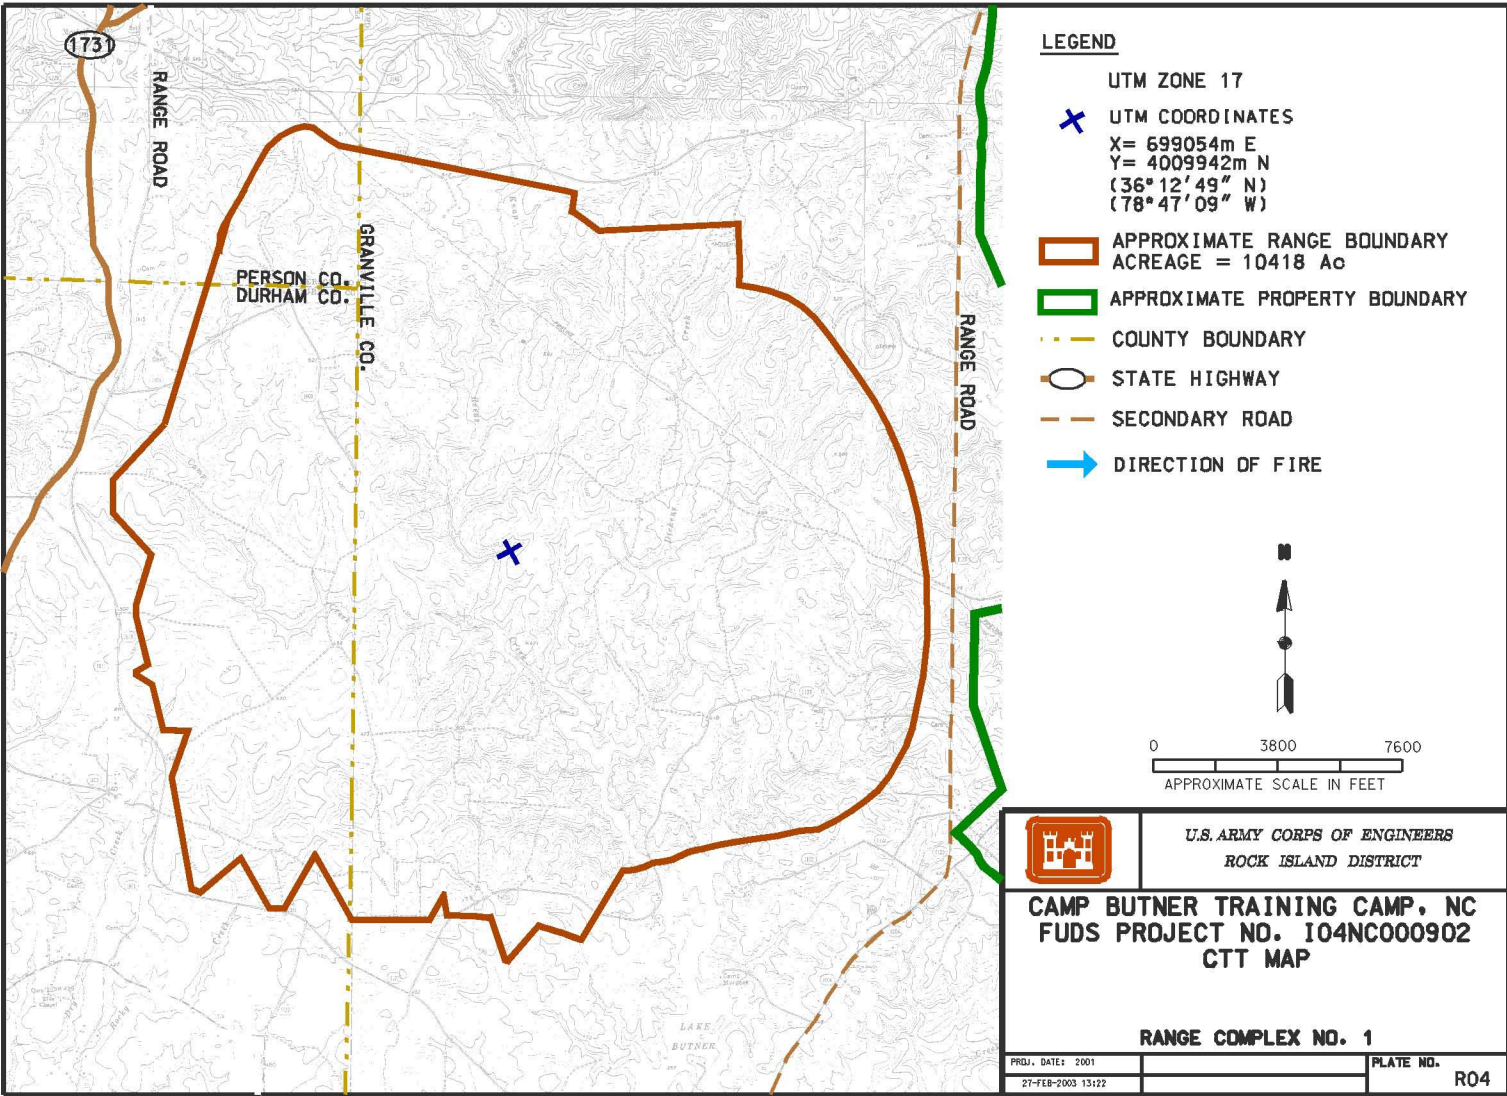 1731
RANGE ROAD
GRANVILLE CO.
PERSON CO.
DURHAM CO.
RANGE ROAD
Creek
Creek
Creek
LAKE
BUTNER
LEGEND
UTM ZONE 17
UTM COORDINATES
X= 699054m E
Y= 4009942m N
(36° 12' 49" N)
(78° 47' 09" W)
APPROXIMATE RANGE BOUNDARY
ACREAGE = 10418 Ac
APPROXIMATE PROPERTY BOUNDARY
COUNTY BOUNDARY
STATE HIGHWAY
SECONDARY ROAD
DIRECTION OF FIRE
N
0 3800 7600
APPROXIMATE SCALE IN FEET
U.S. ARMY CORPS OF ENGINEERS
ROCK ISLAND DISTRICT
CAMP BUTNER TRAINING CAMP, NC
FUDS PROJECT NO. I04NC000902
CTT MAP
RANGE COMPLEX NO. 1
PROJ. DATE: 2001
27-FEB-2003 13:22
PLATE NO.
R04